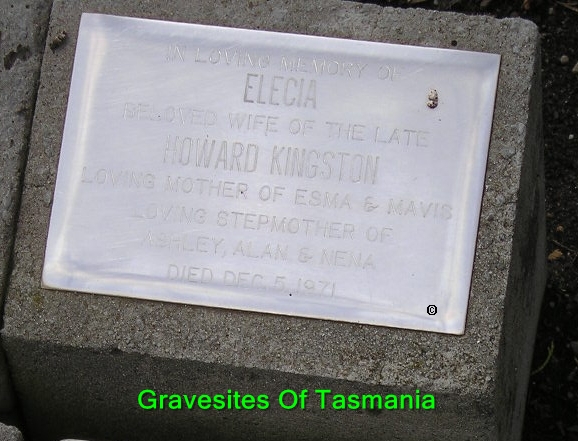 IN LOVING MEMORY OF
ELECIA
BELOVED WIFE OF THE LATE
HOWARD KINGSTON
LOVING MOTHER OF ESMA & MAVIS
LOVING STEPMOTHER OF
ASHLEY, ALAN & NENA
DIED DEC. 5, 1971
©
Gravesites Of Tasmania